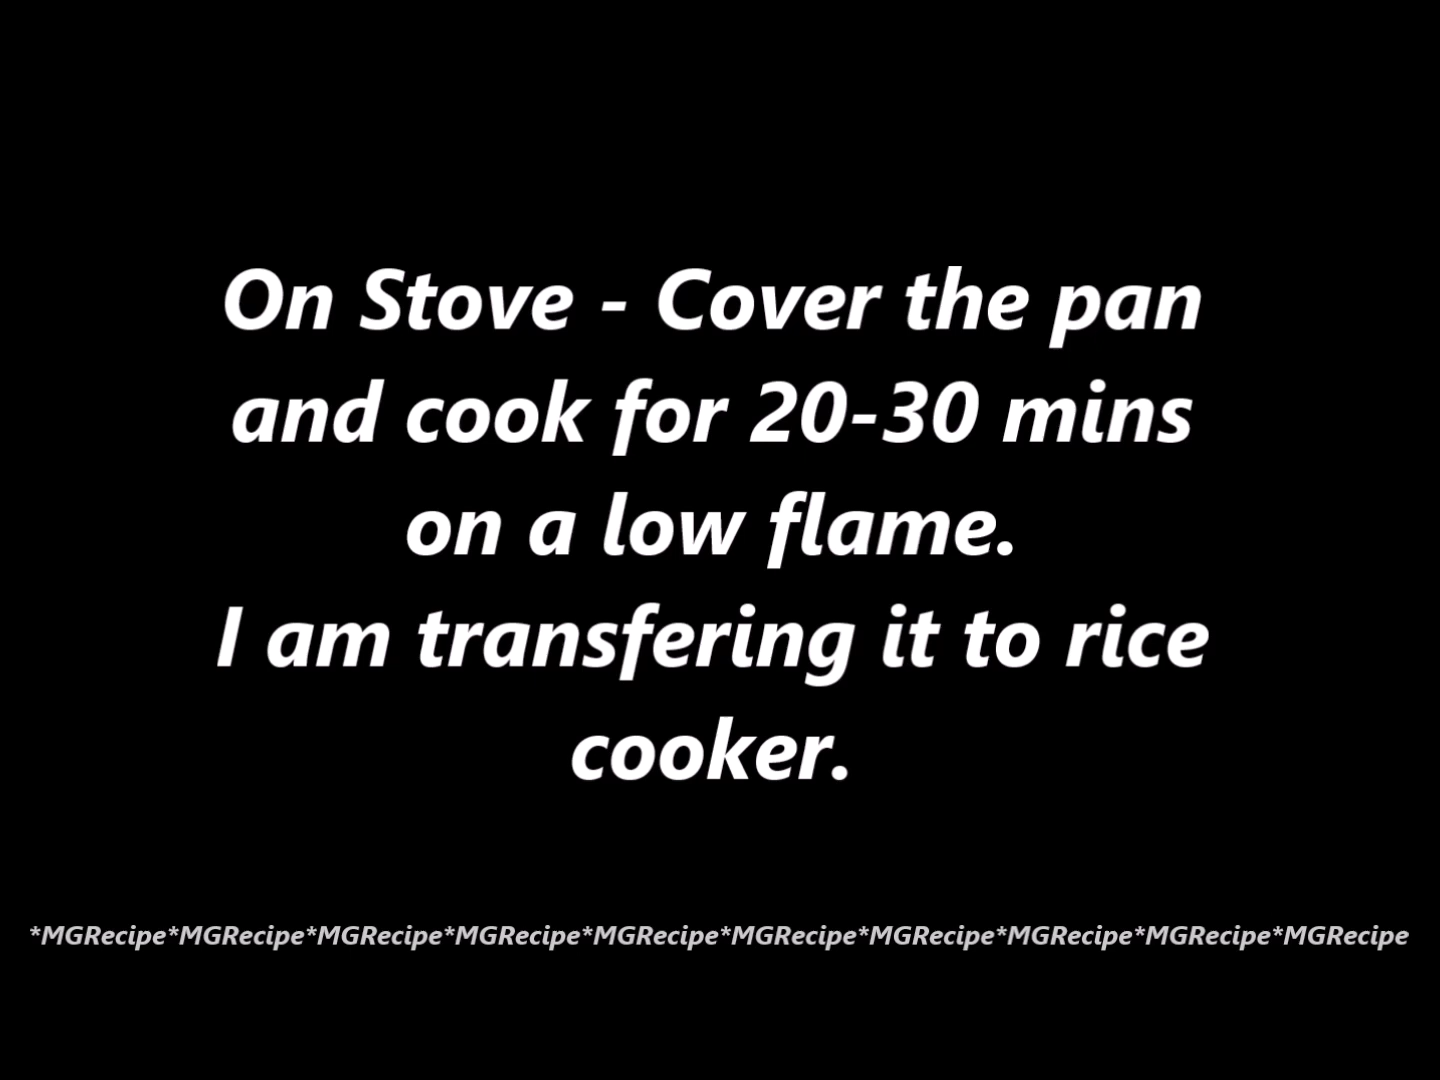 On Stove - Cover the pan
and cook for 20-30 mins
on a low flame.
I am transfering it to rice
cooker.
*MGRecipe*MGRecipe*MGRecipe*MGRecipe*MGRecipe*MGRecipe*MGRecipe*MGRecipe*MGRecipe*MGRecipe